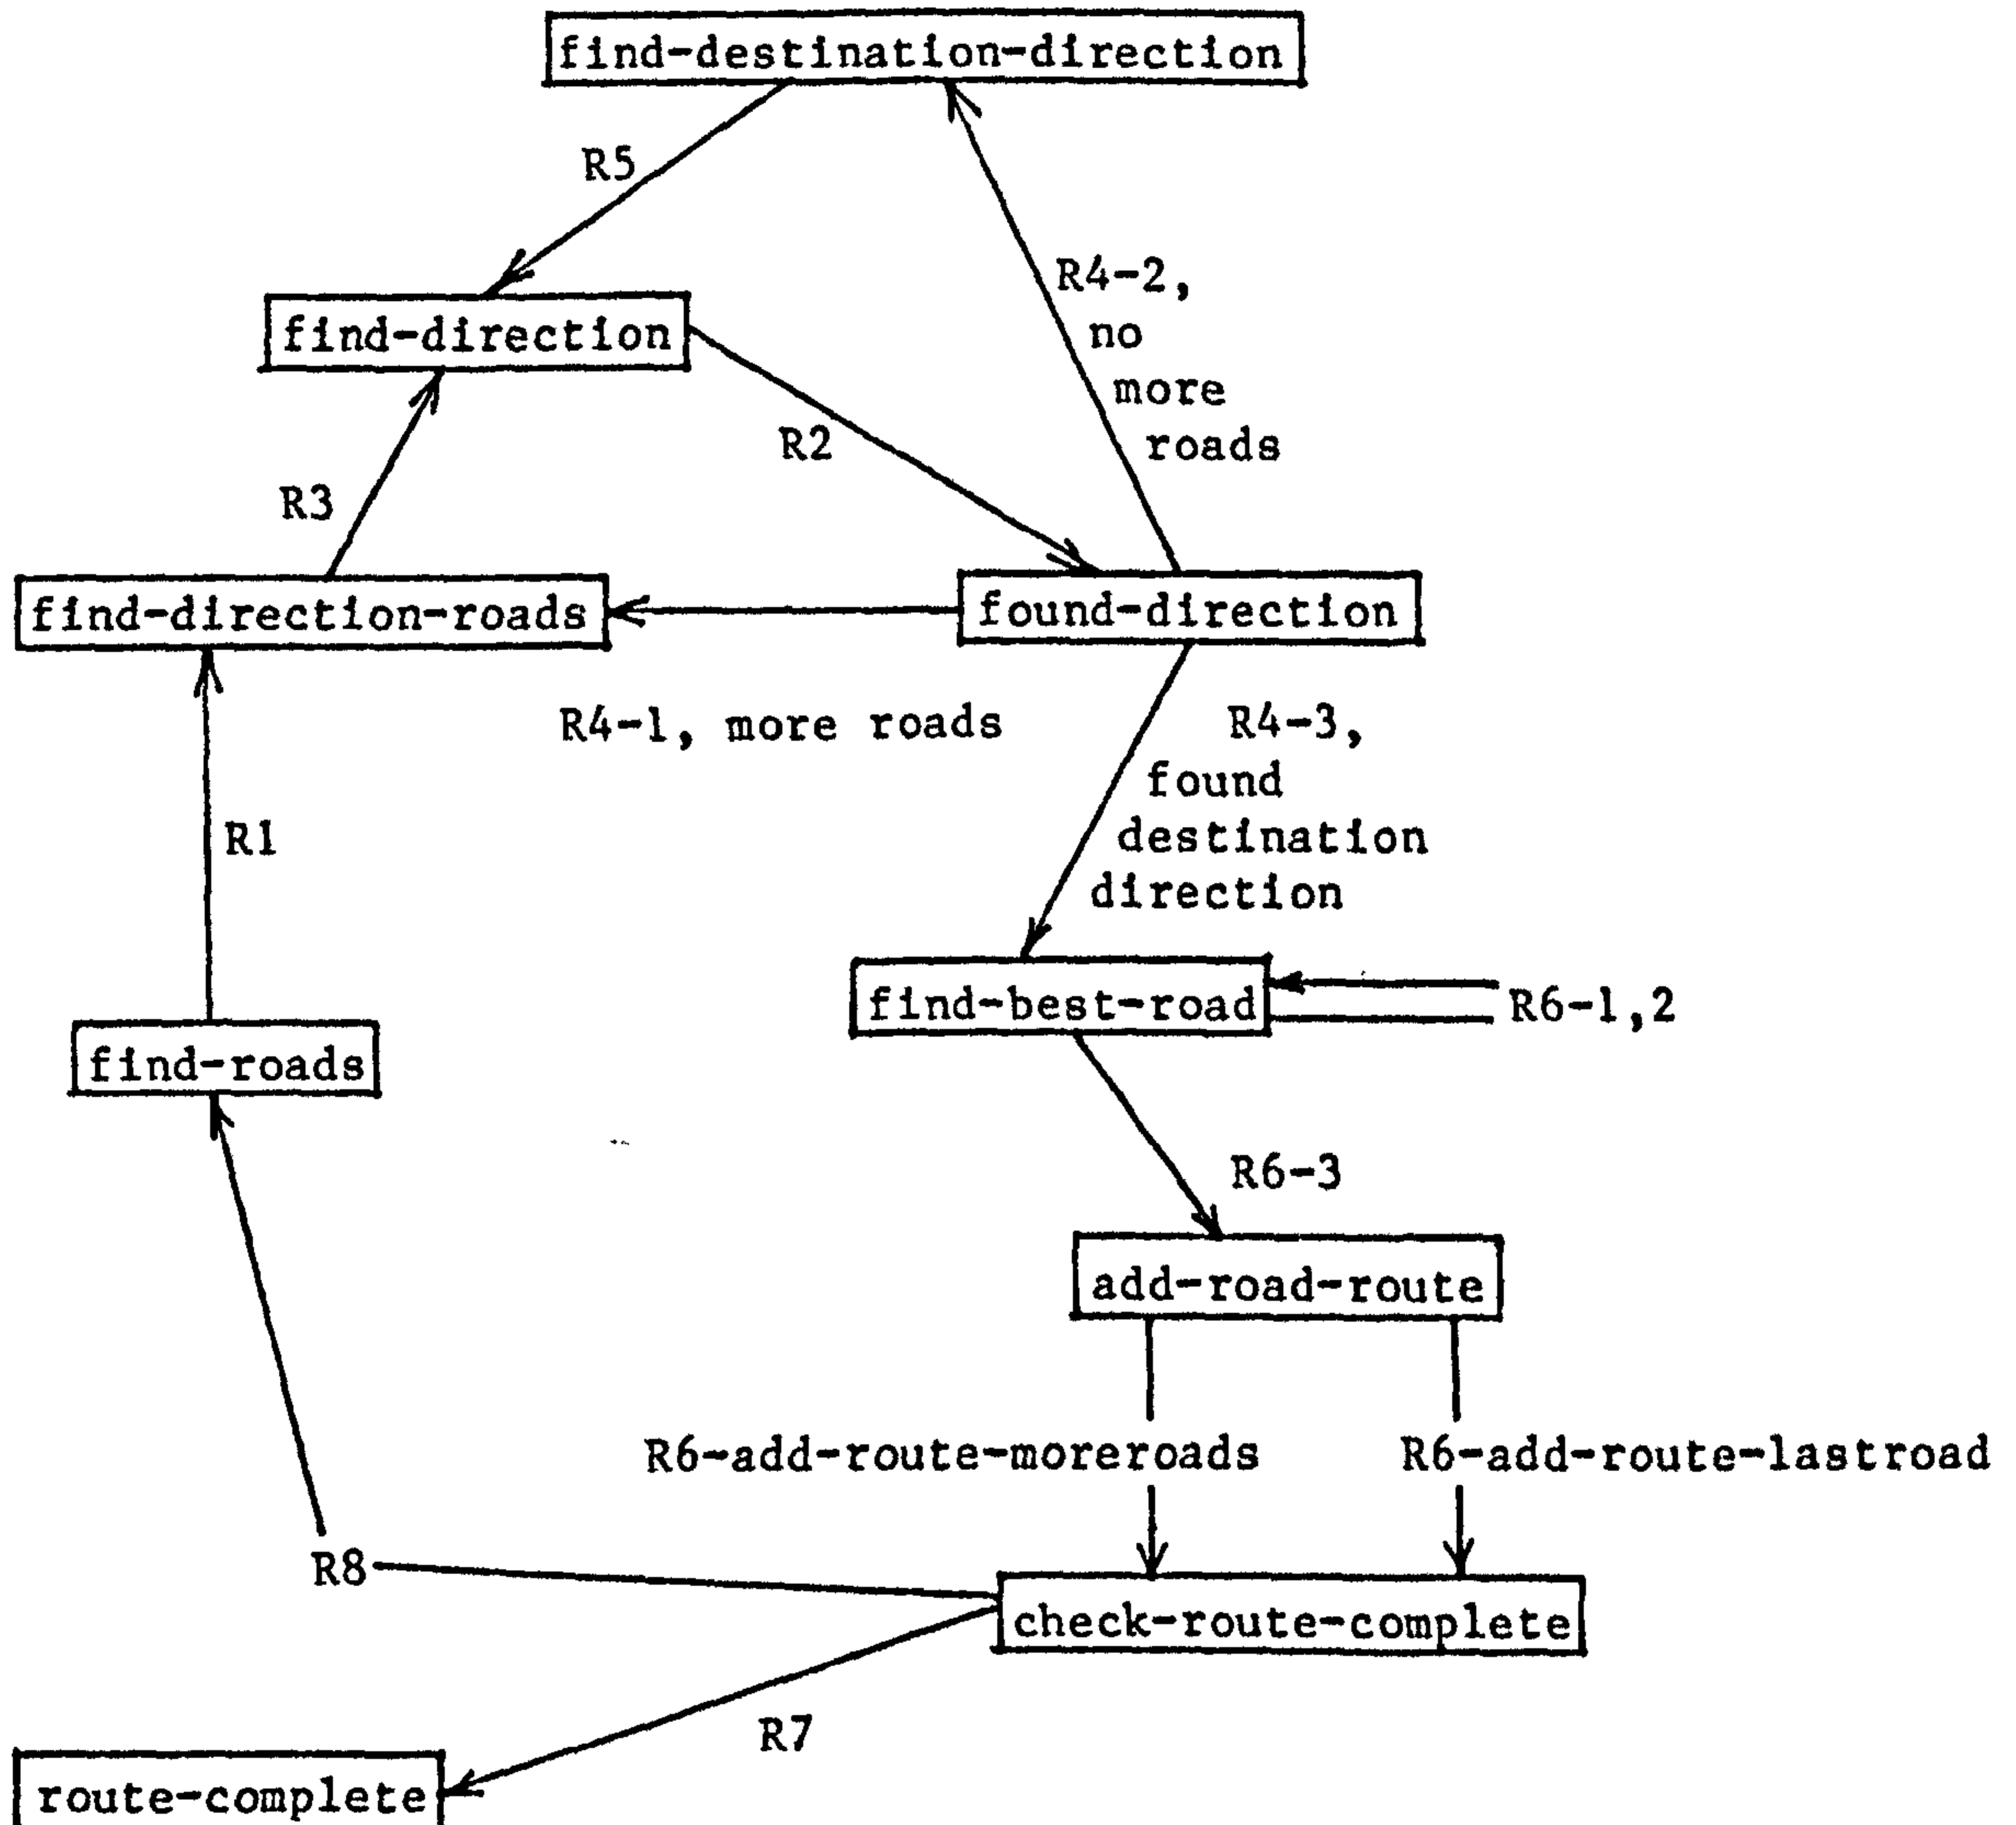 find-destination-direction
R5
R4-2,
no
more
roads
find-direction
R2
R3
find-direction-roads
found-direction
R4-1, more roads
R4-3,
found
destination
direction
R1
find-best-road
R6-1,2
find-roads
R6-3
add-road-route
R6-add-route-moreroads
R6-add-route-lastroad
R8
check-route-complete
R7
route-complete